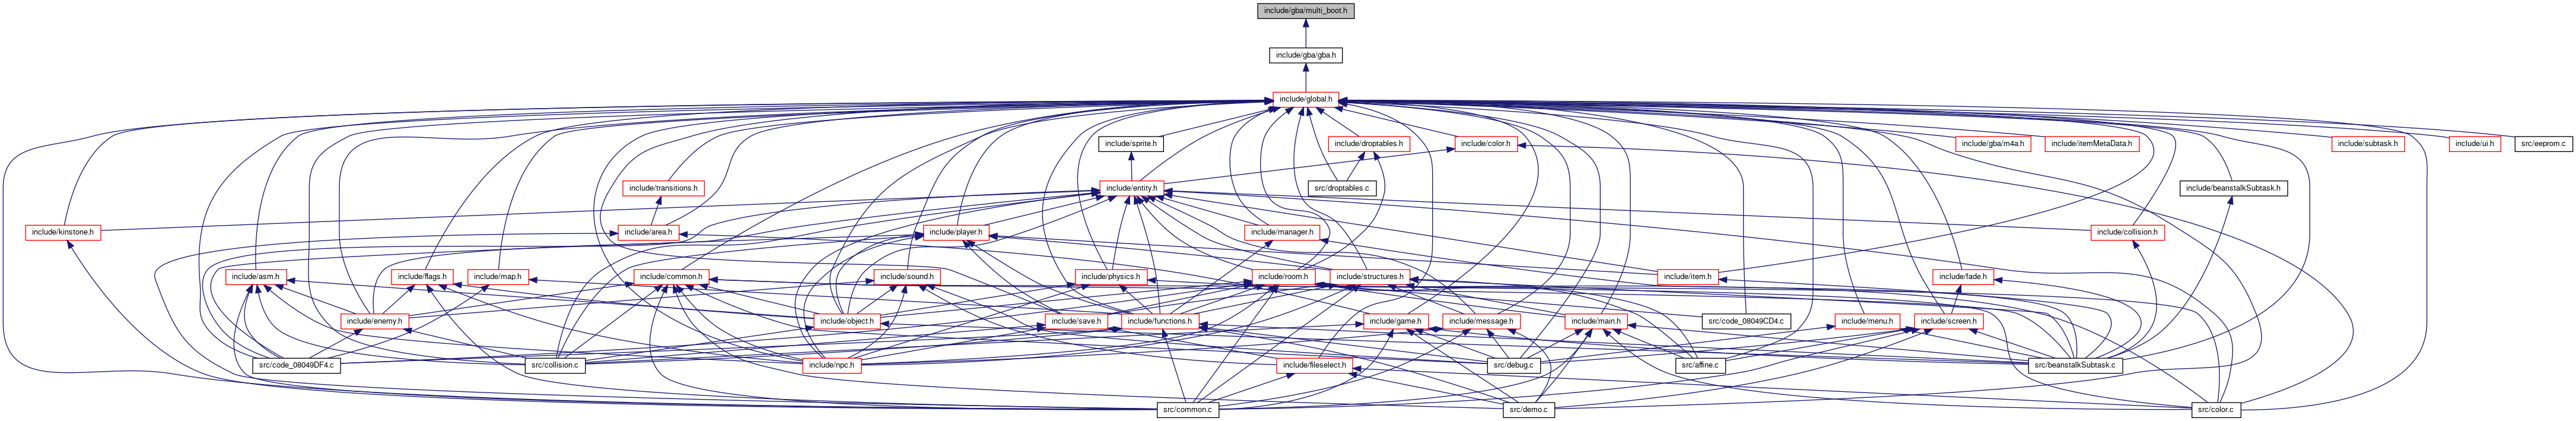 include/gba/multi_boot.h
include/gba/gba.h
include/global.h
include/sprite.h
include/droptables.h
include/color.h
include/gba/m4a.h
include/itemMetaData.h
include/subtask.h
include/ui.h
src/eeprom.c
include/transitions.h
include/entity.h
src/droptables.c
include/beanstalkSubtask.h
include/kinstone.h
include/area.h
include/player.h
include/manager.h
include/collision.h
include/asm.h
include/flags.h
include/map.h
include/common.h
include/sound.h
include/physics.h
include/room.h
include/structures.h
include/item.h
include/fade.h
include/enemy.h
include/object.h
include/save.h
include/functions.h
include/game.h
include/message.h
include/main.h
src/code_08049CD4.c
include/menu.h
include/screen.h
src/code_08049DF4.c
src/collision.c
include/npc.h
include/fileselect.h
src/debug.c
src/affine.c
src/beanstalkSubtask.c
src/common.c
src/demo.c
src/color.c